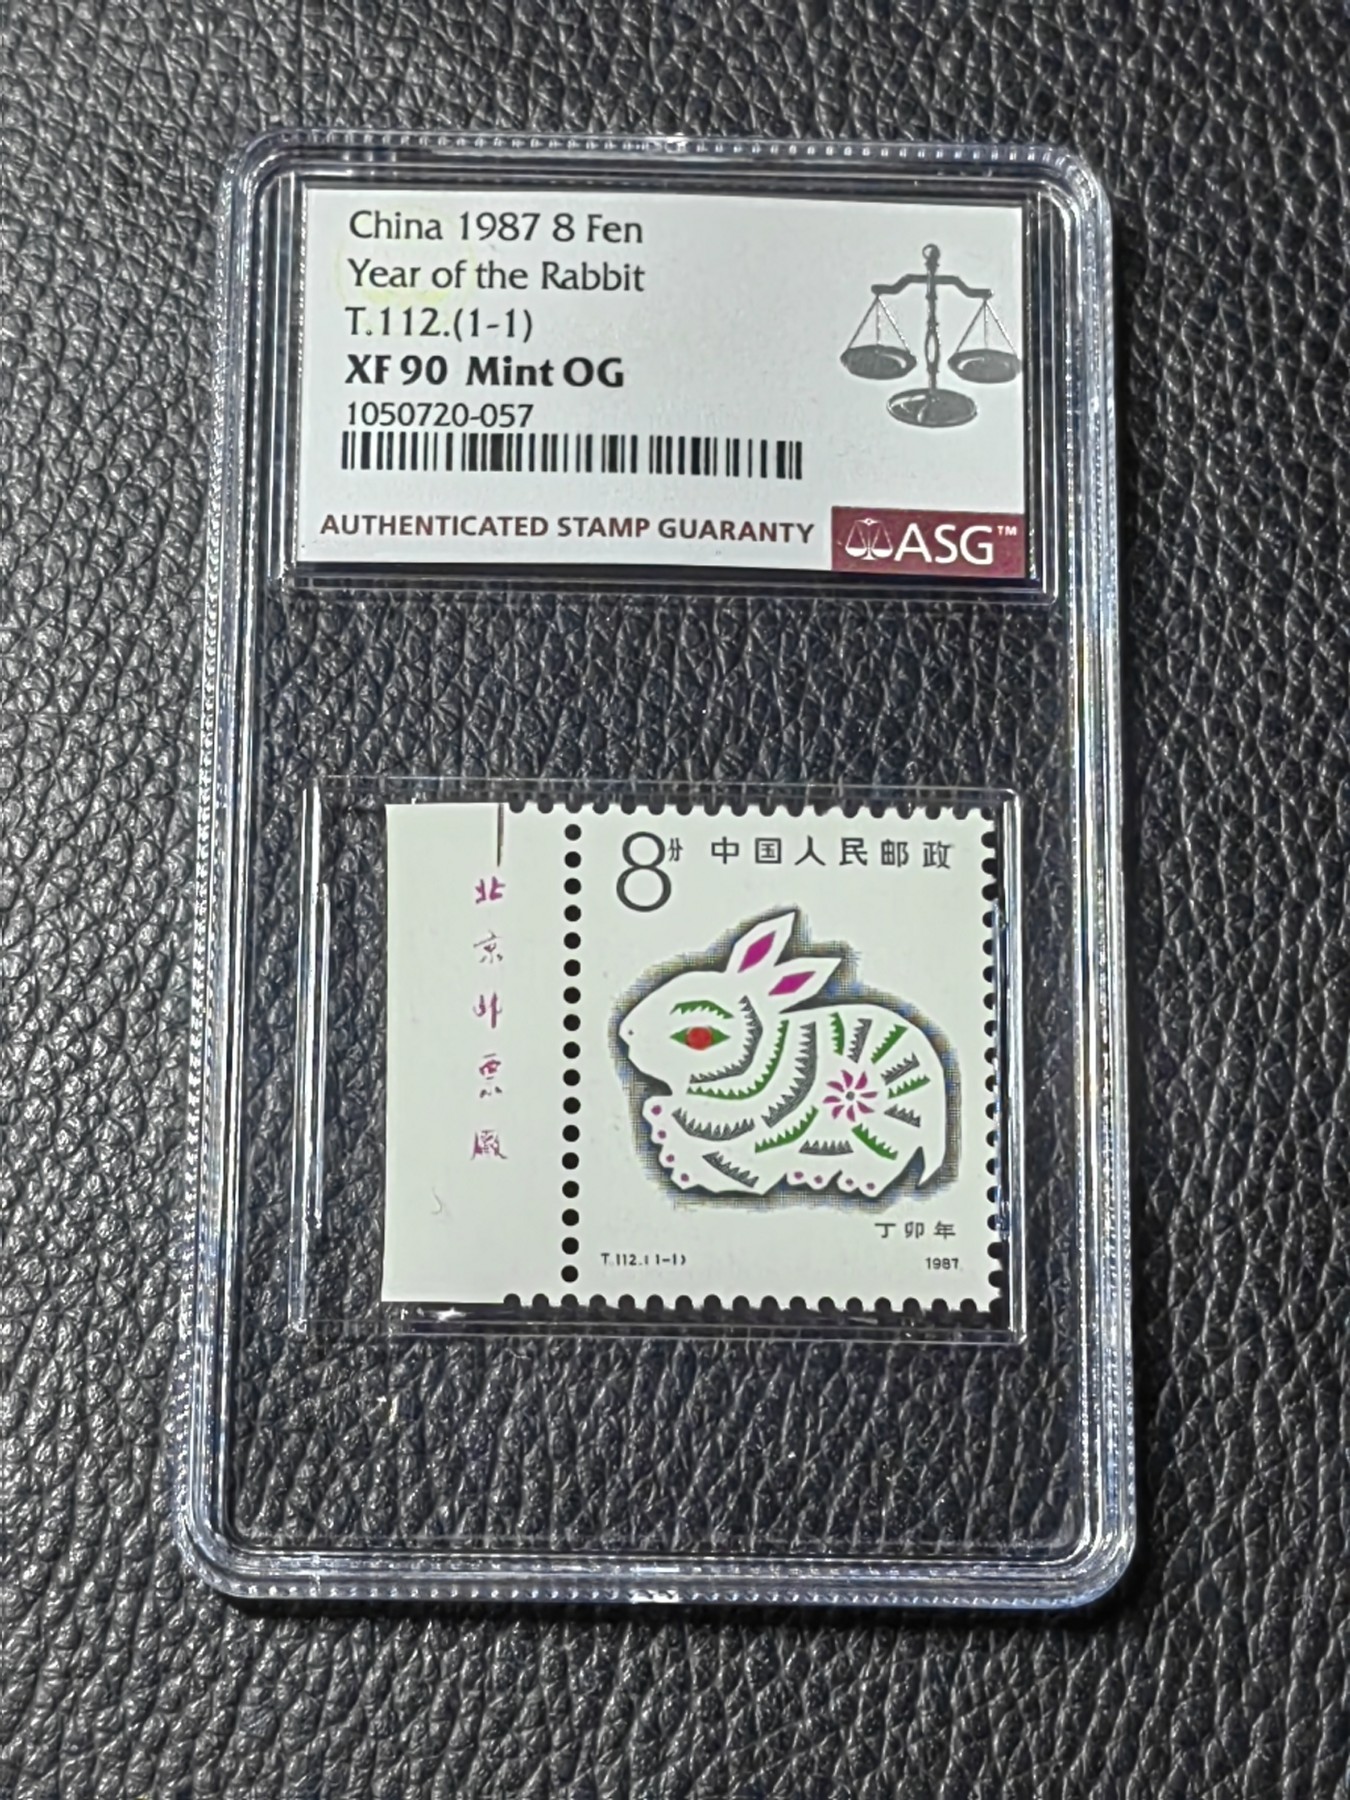 China 1987 8 Fen
Year of the Rabbit
T.112.(1-1)
XF 90 Mint OG
1050720-057
AUTHENTICATED STAMP GUARANTY
ASG™
8分 中国人民邮政
北京邮票厂
丁卯年
T.112.(1-1)
1987